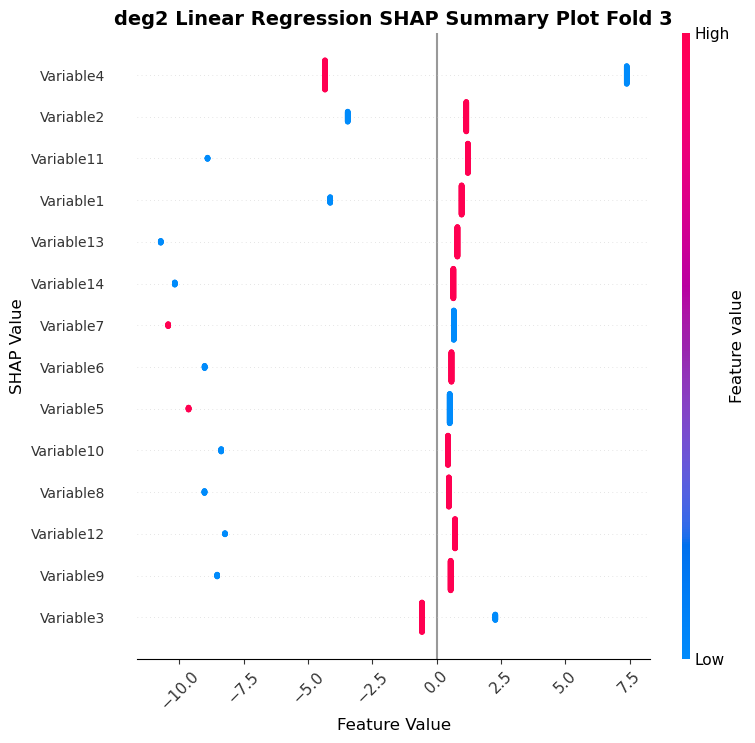 deg2 Linear Regression SHAP Summary Plot Fold 3
High
Variable4
Variable2
Variable11
Variable1
Variable13
Variable14
Variable7
Variable6
Variable5
Variable10
Variable8
Variable12
Variable9
Variable3
SHAP Value
Feature value
Low
−10.0
−7.5
−5.0
−2.5
0.0
2.5
5.0
7.5
Feature Value